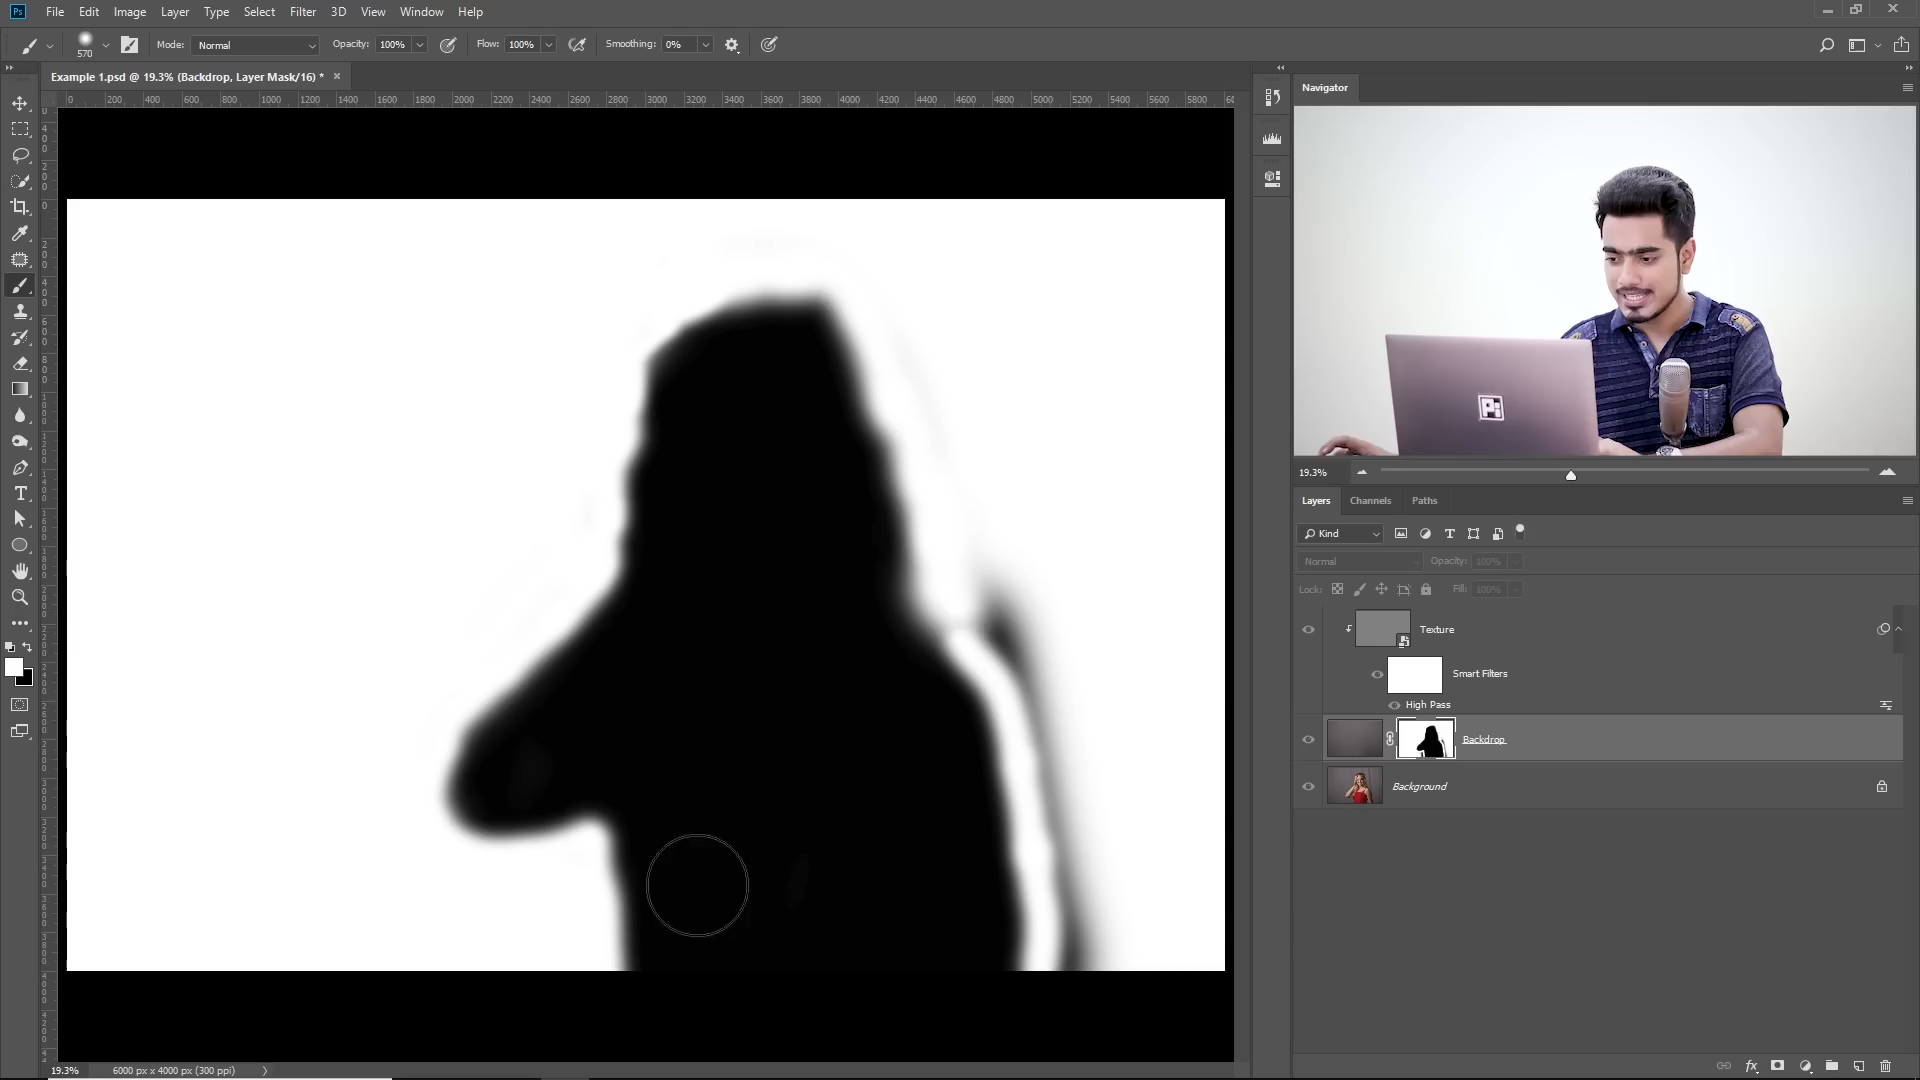 Ps File Edit Image Layer Type Select Filter 3D View Window Help
570 Mode: Normal Opacity: 100% Flow: 100% Smoothing: 0%
Example 1.psd @ 19.3% (Backdrop, Layer Mask/16) *
0 200 400 600 800 1000 1200 1400 1600 1800 2000 2200 2400 2600 2800 3000 3200 3400 3600 3800 4000 4200 4400 4600 4800 5000 5200 5400 5600 5800
Navigator
Pi
19.3%
Layers Channels Paths
Kind
Normal Opacity: 100%
Lock: Fill: 100%
Texture
Smart Filters
High Pass
Backdrop
Background
19.3% 6000 px x 4000 px (300 ppi)